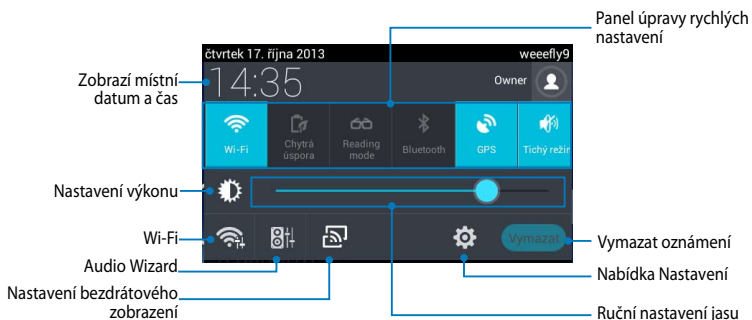 Panel úpravy rychlých
nastavení
čtvrtek 17. října 2013
weeefly9
Zobrazí místní
datum a čas
14:35
Owner
Wi-Fi
Chytrá
úspora
Reading
mode
Bluetooth
GPS
Tichý režir
Nastavení výkonu
Wi-Fi
Vymazat
Vymazat oznámení
Audio Wizard
Nabídka Nastavení
Nastavení bezdrátového
zobrazení
Ruční nastavení jasu